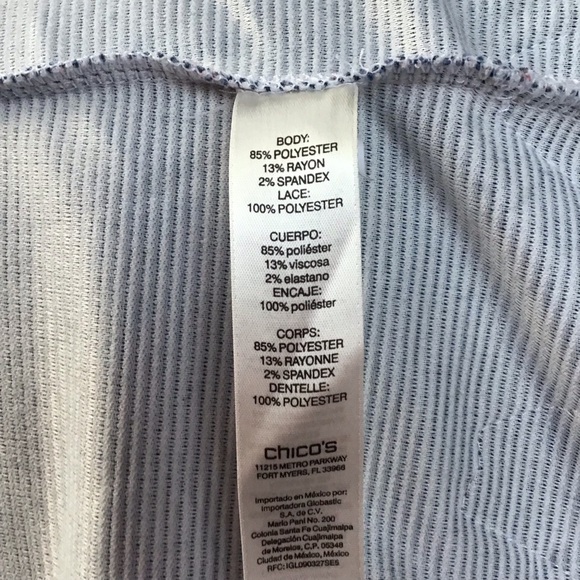 BODY:
85% POLYESTER
13% RAYON
2% SPANDEX
LACE:
100% POLYESTER
CUERPO:
85% poliéster
13% viscosa
2% elastano
ENCAJE:
100% poliéster
CORPS:
85% POLYESTER
13% RAYONNE
2% SPANDEX
DENTELLE:
100% POLYESTER
chico's
11215 METRO PARKWAY
FORT MYERS, FL 33966
Importado en México por:
Importadora Globastic
S.A. de C.V.
Mario Pani No. 200
Colonia Santa Fe Cuajimalpa
Delegación Cuajimalpa
de Morelos, C.P. 05348
Ciudad de México, México
RFC: IGL090327SE5